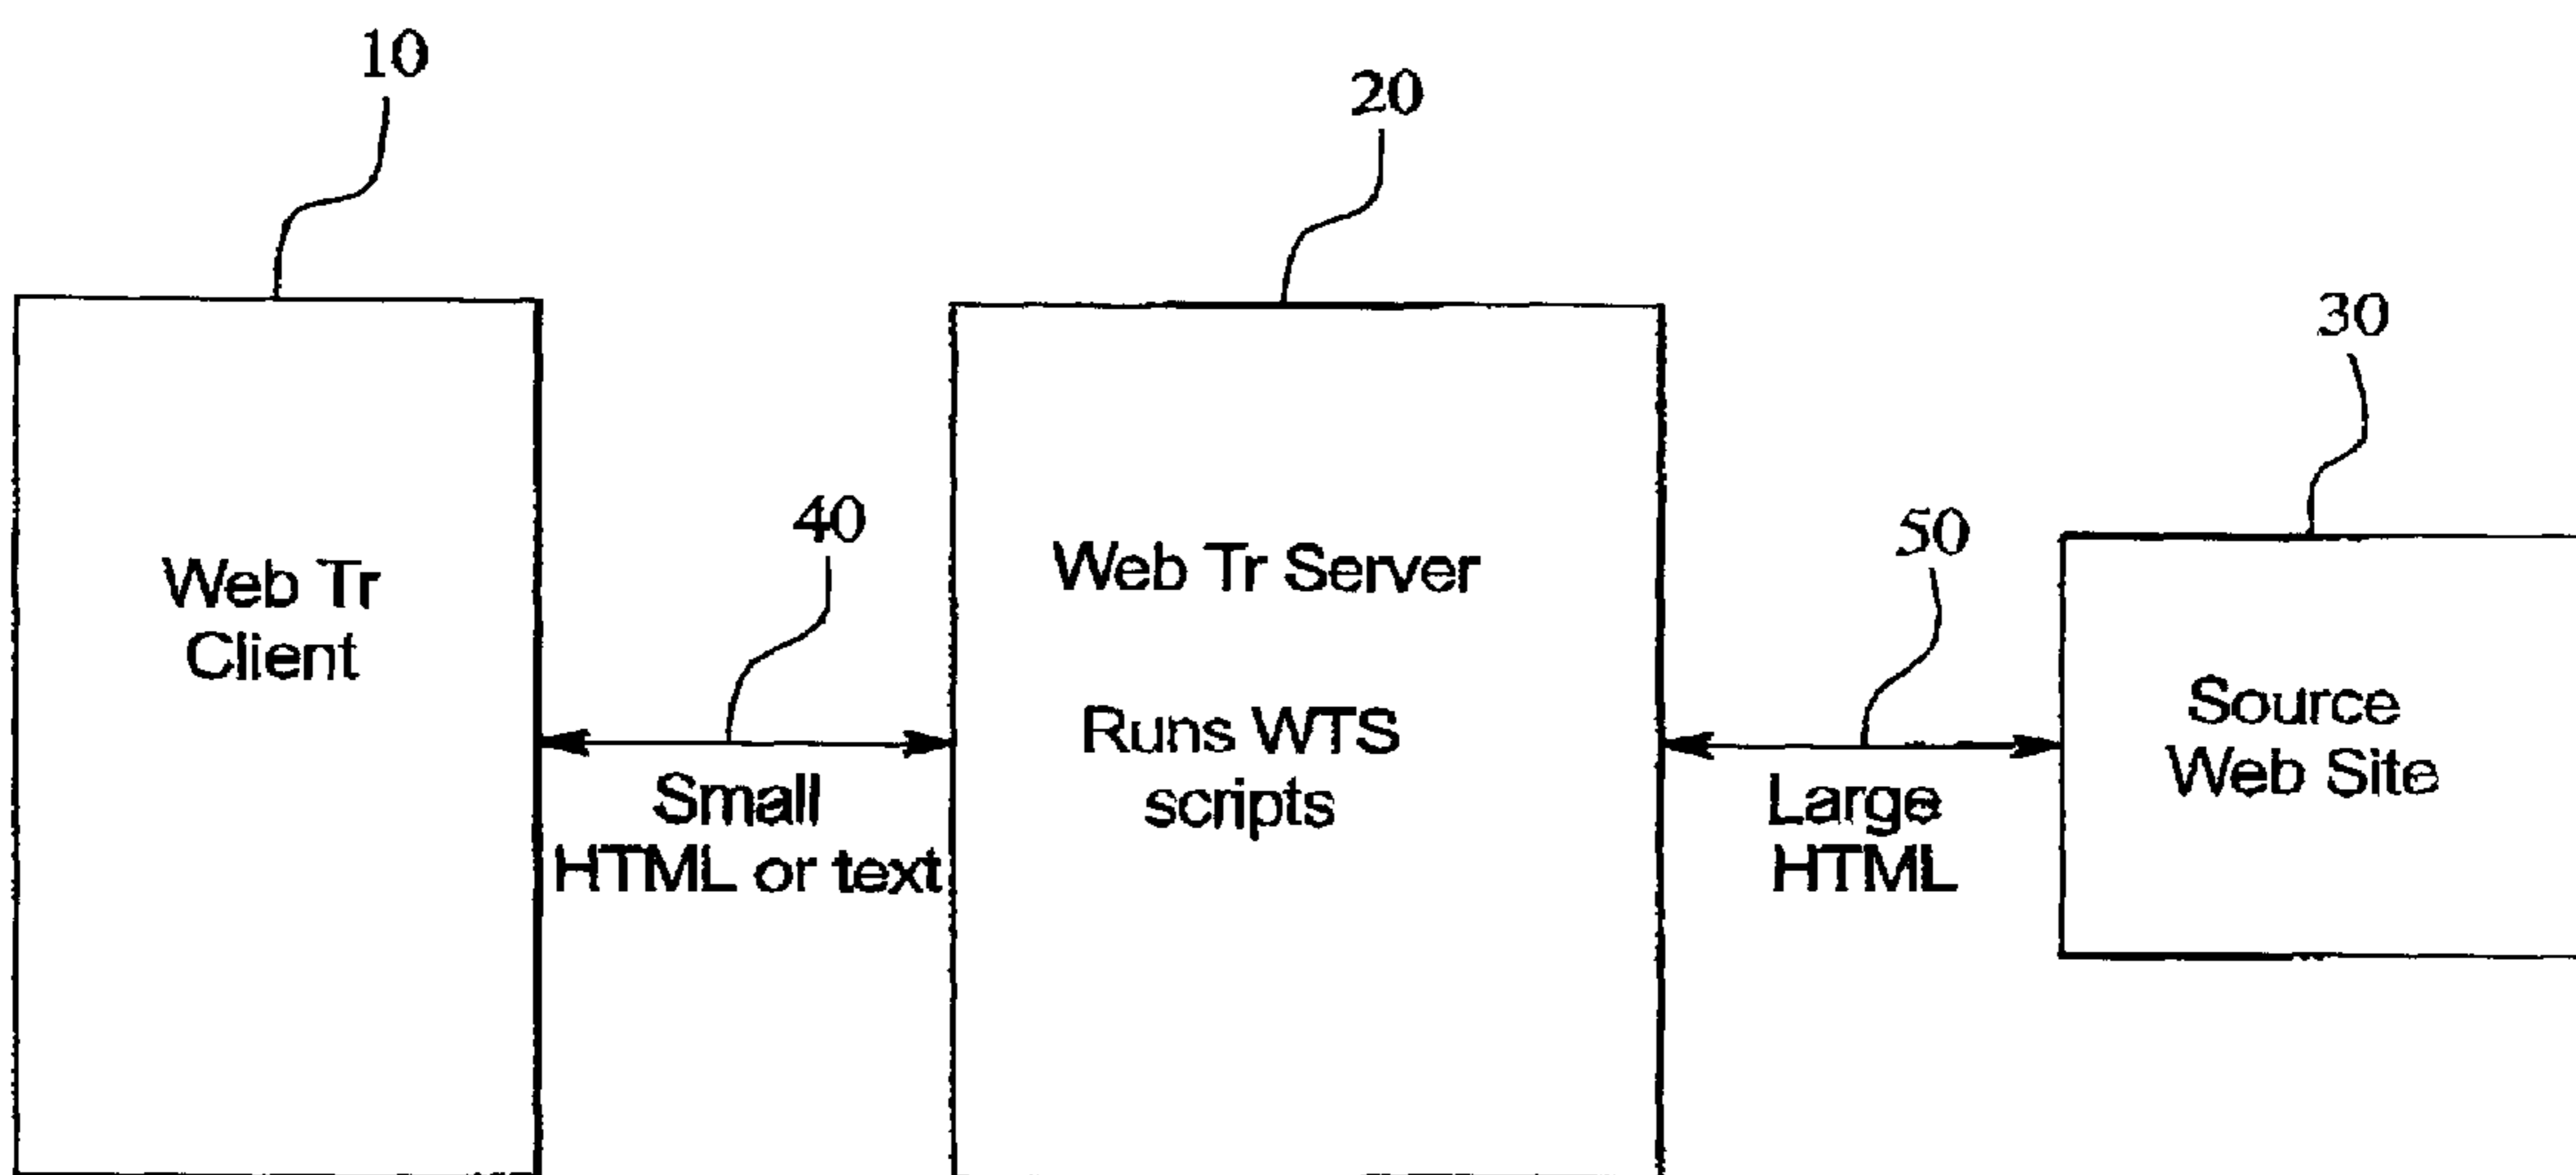 10
20
30
40
50
Web Tr
Client
Small
HTML or text
Web Tr Server
Runs WTS
scripts
Large
HTML
Source
Web Site